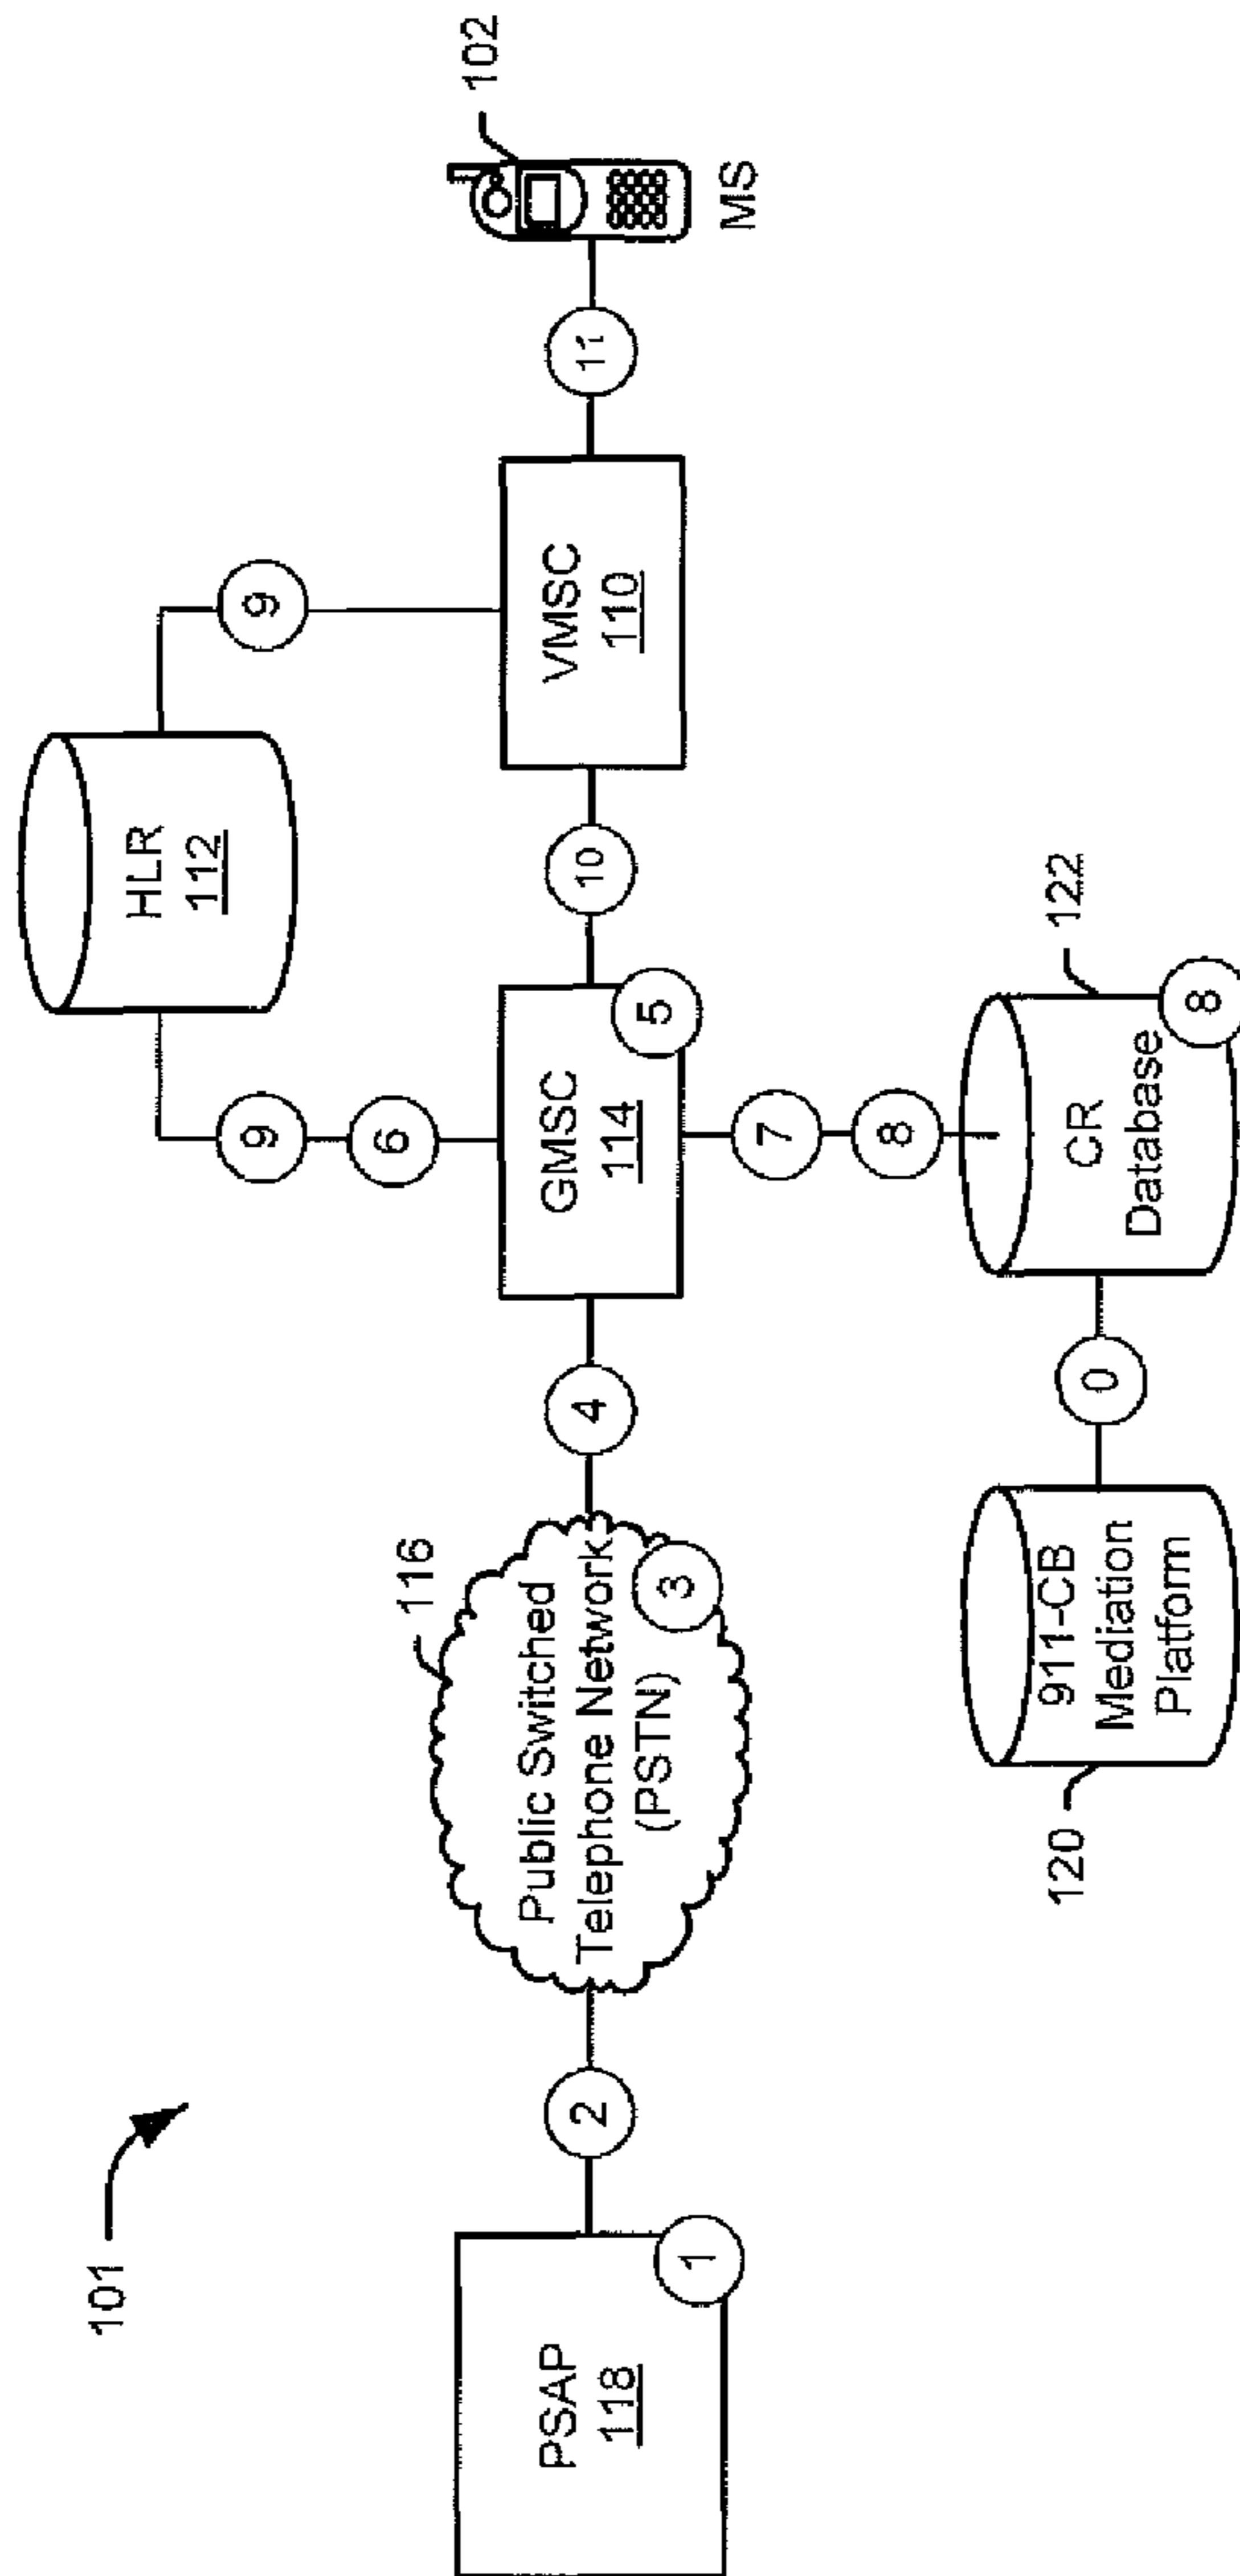 101
PSAP
118
1
2
116
Public Switched
Telephone Network
(PSTN)
3
4
GMSC
114
5
6
9
HLR
112
9
10
VMSC
110
11
102
MS
7
8
CR
Database
122
8
0
911-CB
Mediation
Platform
120